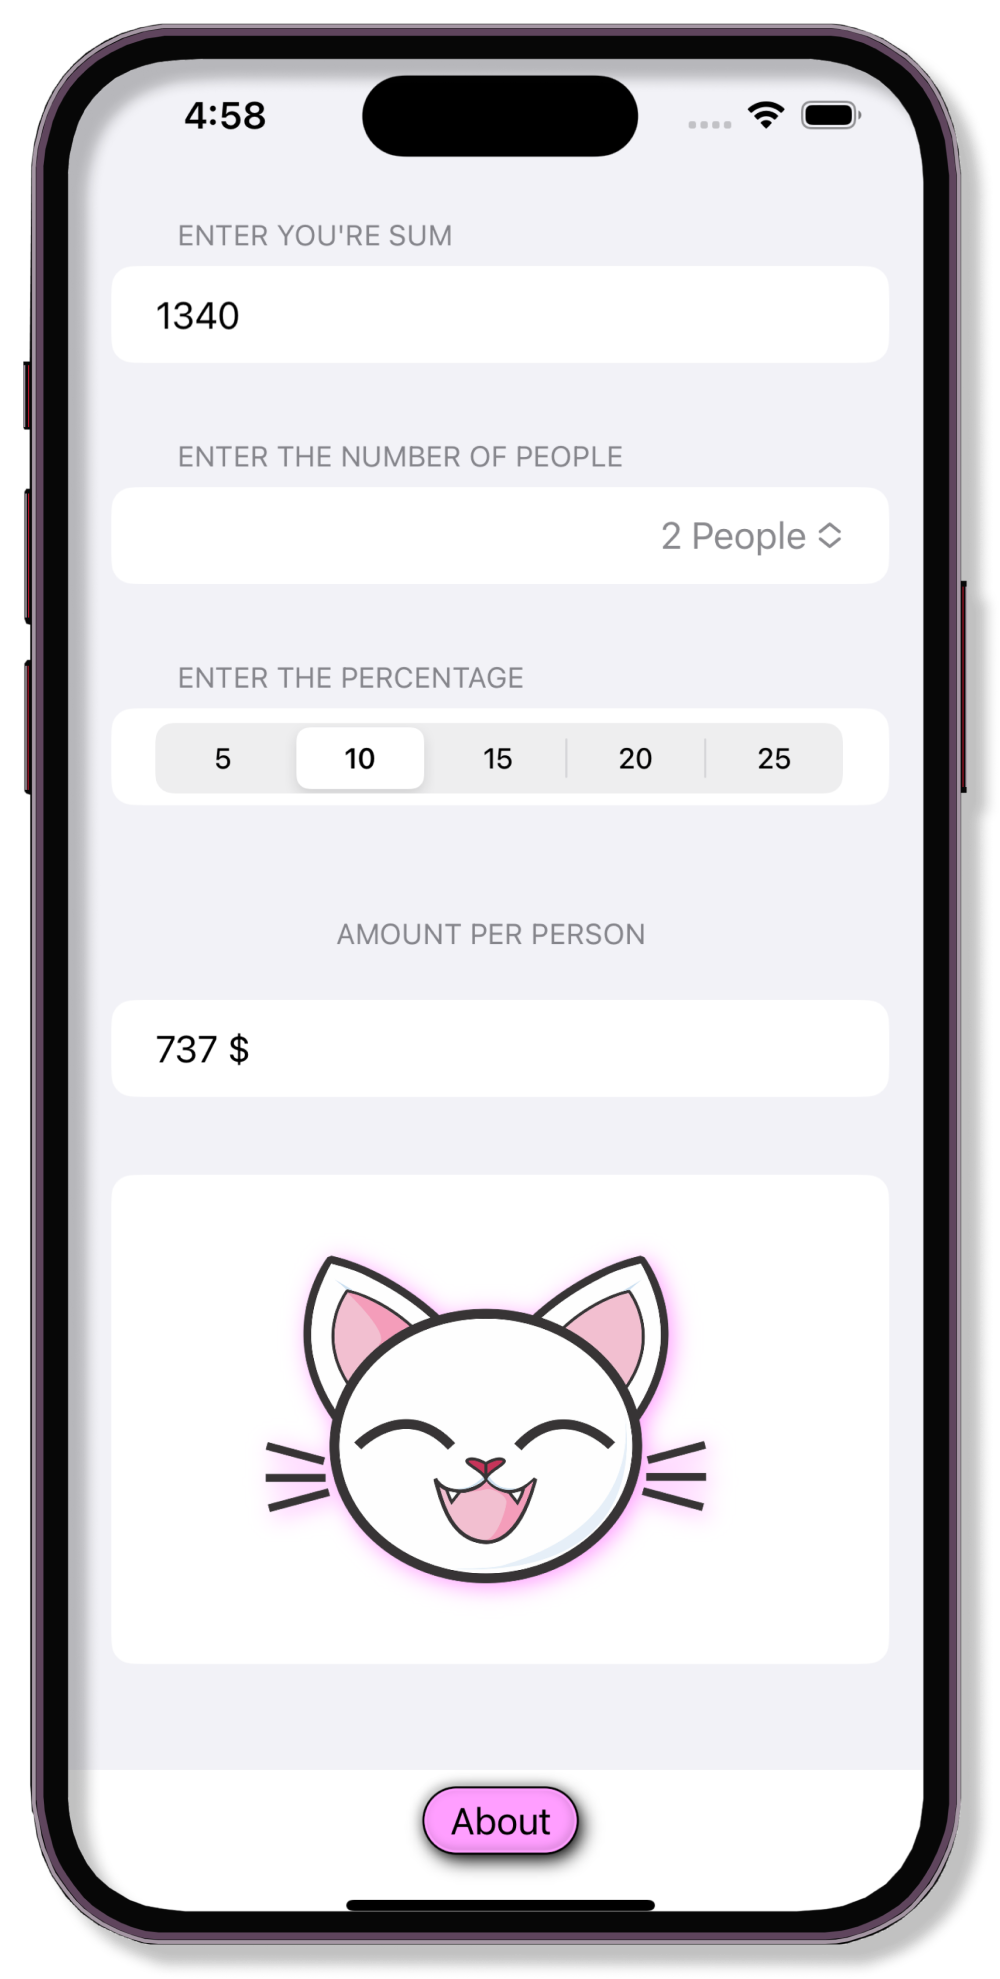 4:58
ENTER YOU'RE SUM
1340
ENTER THE NUMBER OF PEOPLE
2 People
ENTER THE PERCENTAGE
5 10 15 20 25
AMOUNT PER PERSON
737 $
About